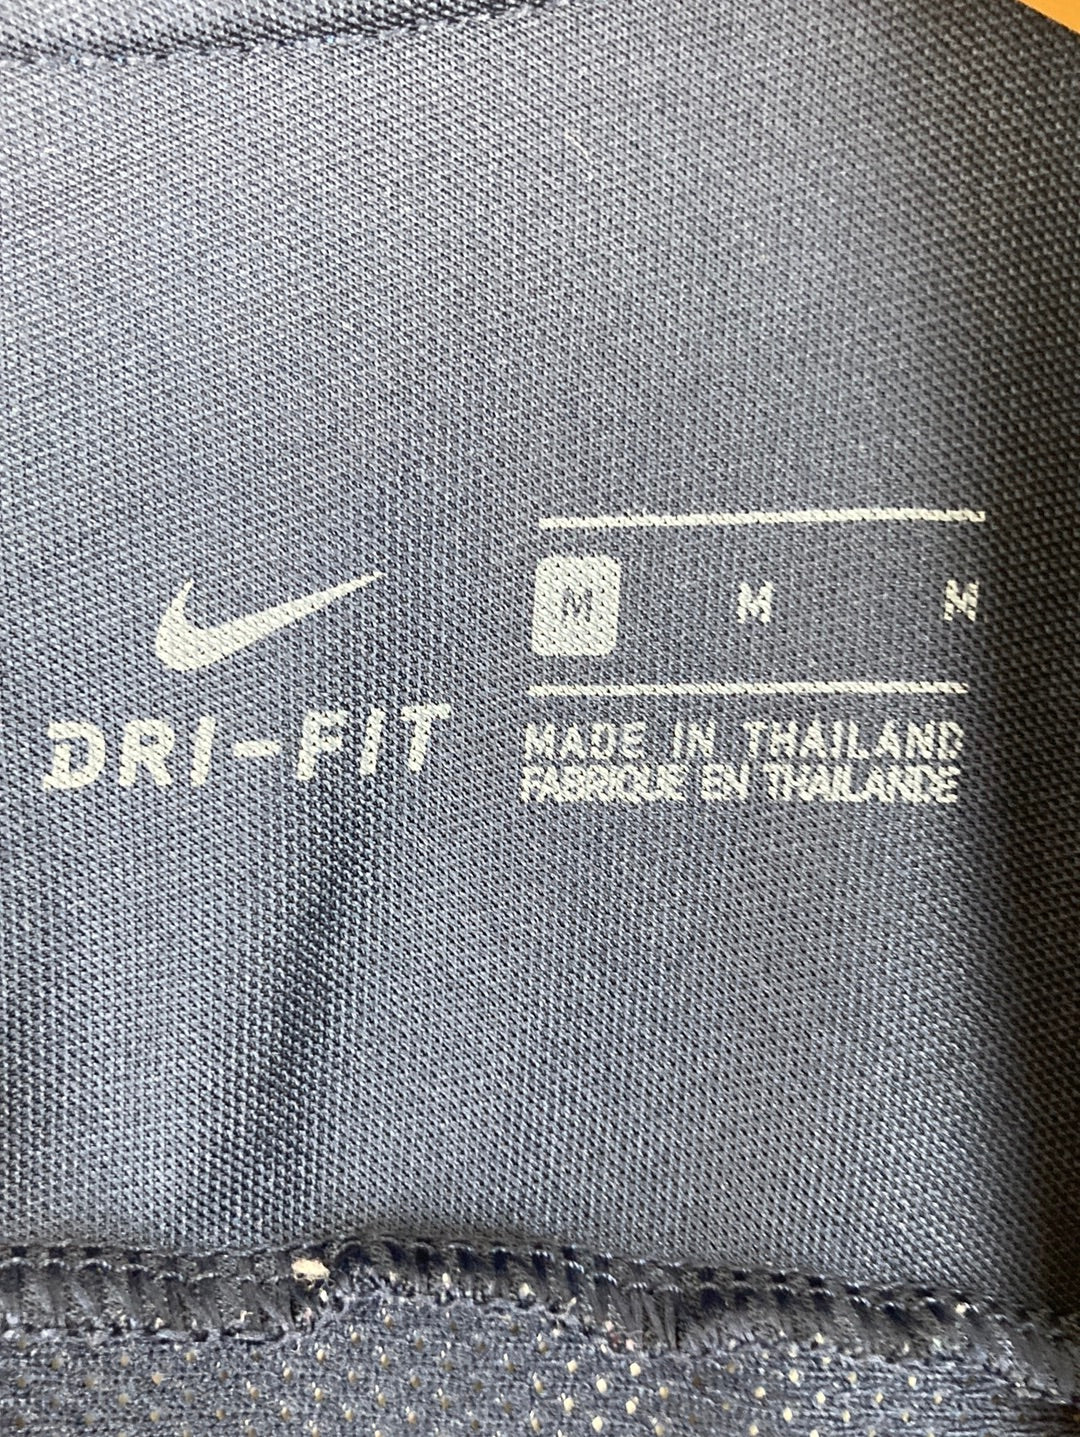 M M M
DRI-FIT
MADE IN THAILAND
FABRIQUE EN THAILANDE